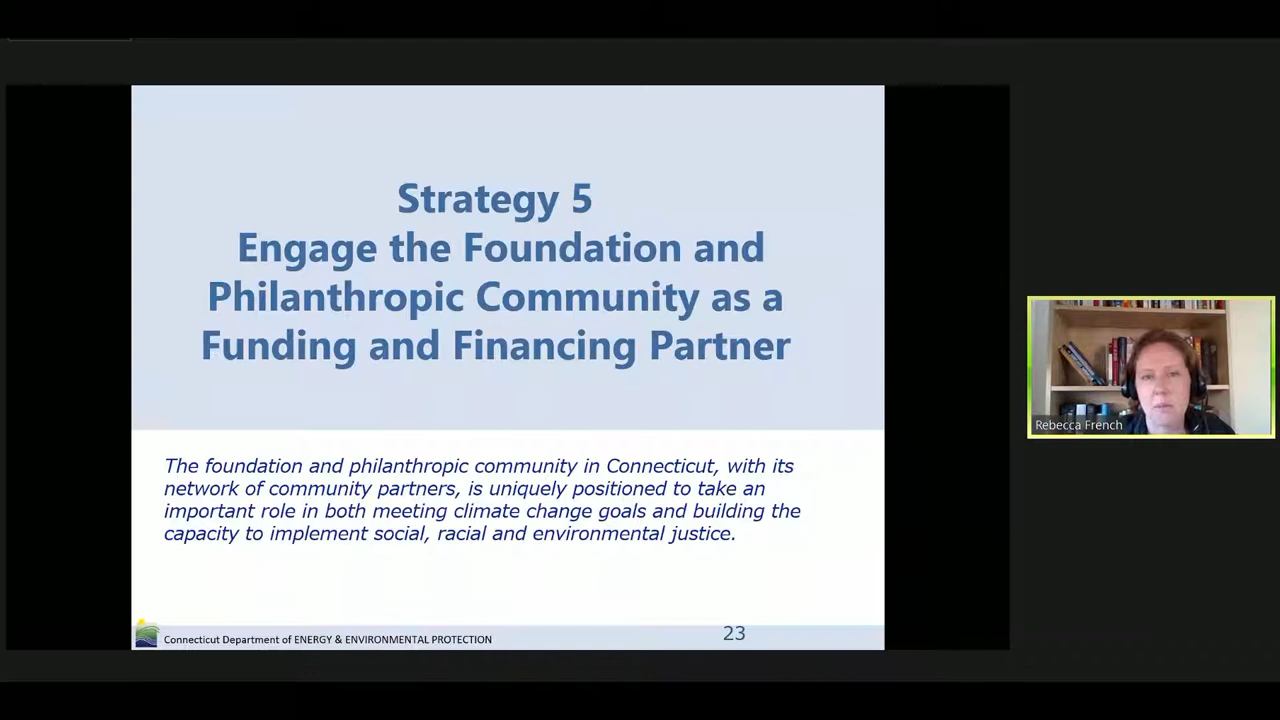 Strategy 5
Engage the Foundation and
Philanthropic Community as a
Funding and Financing Partner
The foundation and philanthropic community in Connecticut, with its
network of community partners, is uniquely positioned to take an
important role in both meeting climate change goals and building the
capacity to implement social, racial and environmental justice.
Connecticut Department of ENERGY & ENVIRONMENTAL PROTECTION
23
Rebecca French